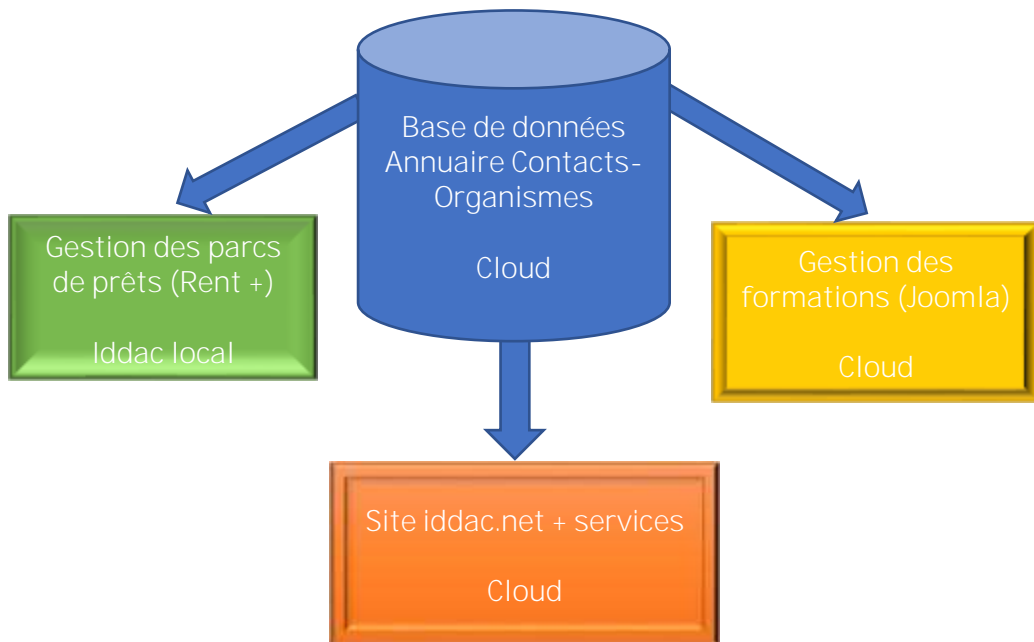 Base de données
Annuaire Contacts-
Organismes
Cloud
Gestion des parcs
de prêts (Rent +)
Iddac local
Gestion des
formations (Joomla)
Cloud
Site iddac.net + services
Cloud